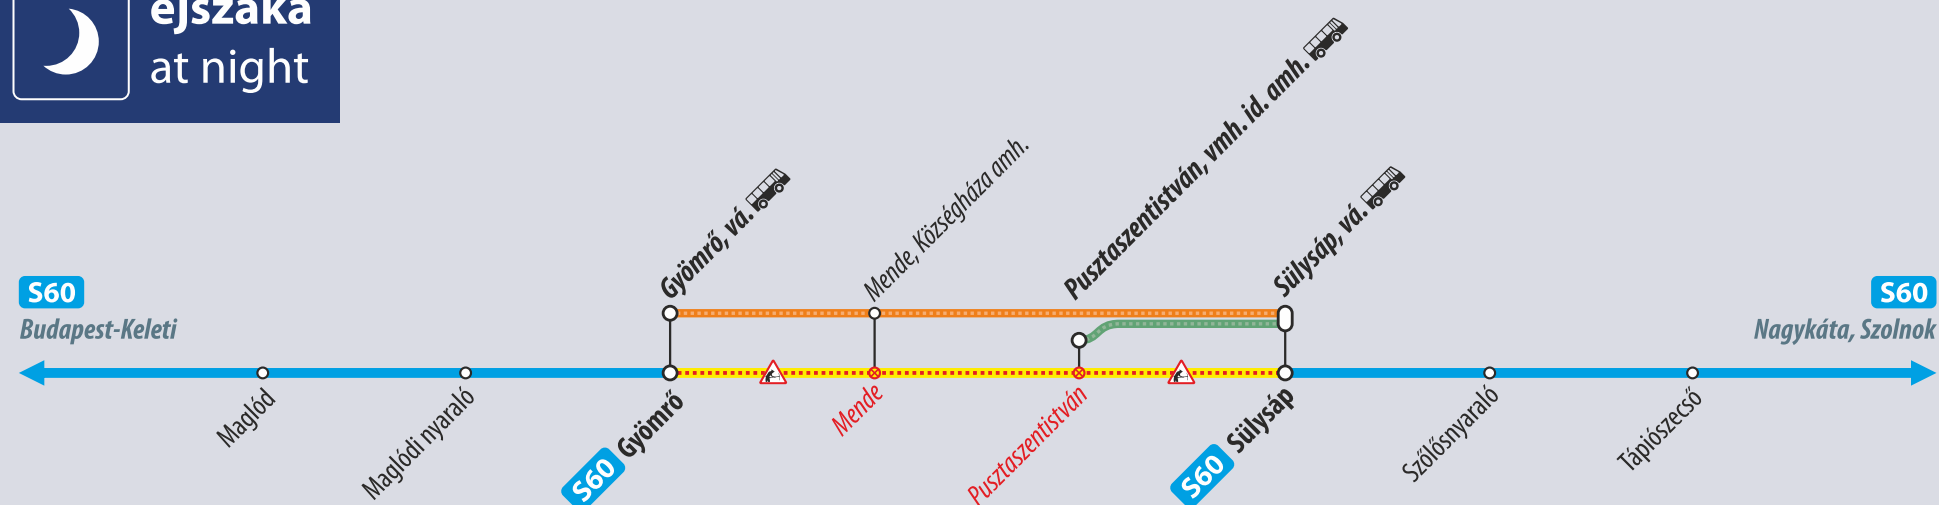 éjszaka
at night
Gyömrő, vá.
Mende, Községháza amh.
Pusztaszentistván, vmh. id. amh.
Sülysáp, vá.
S60
Budapest-Keleti
S60
Nagykáta, Szolnok
Maglód
Maglódi nyaraló
S60 Gyömrő
Mende
Pusztaszentistván
S60 Sülysáp
Szőlősnyaraló
Tápiószecső